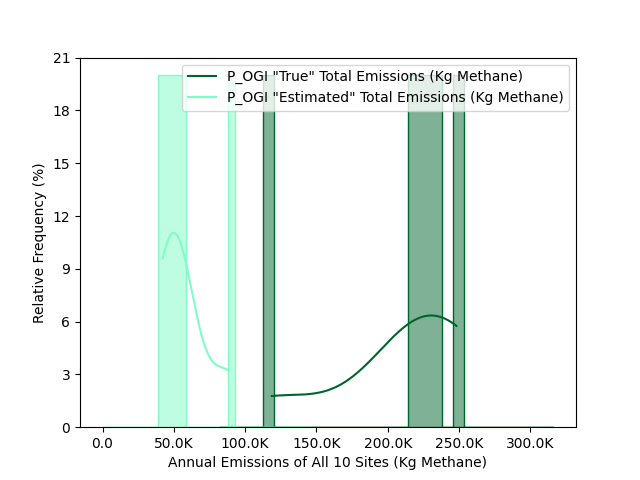 21
18
15
12
9
6
3
0
Relative Frequency (%)
P_OGI "True" Total Emissions (Kg Methane)
P_OGI "Estimated" Total Emissions (Kg Methane)
0.0 50.0K 100.0K 150.0K 200.0K 250.0K 300.0K
Annual Emissions of All 10 Sites (Kg Methane)